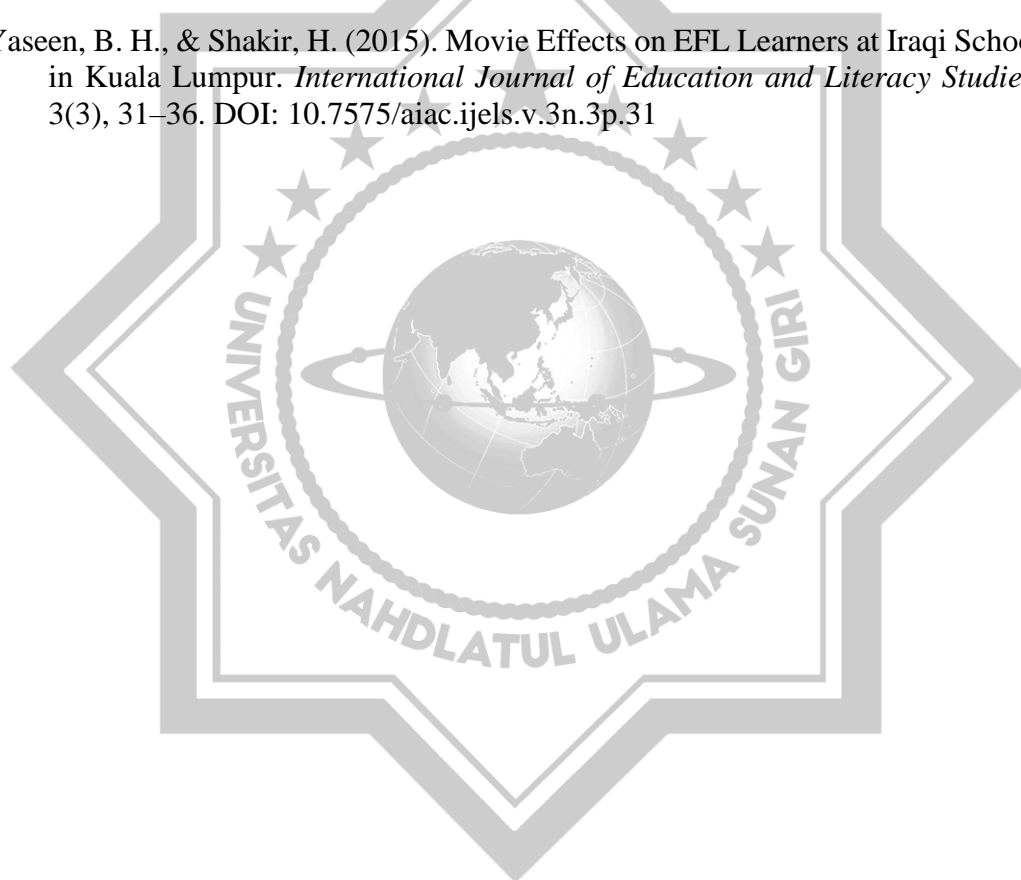 Yaseen, B. H., & Shakir, H. (2015). Movie Effects on EFL Learners at Iraqi Schoo
in Kuala Lumpur. International Journal of Education and Literacy Studie
3(3), 31–36. DOI: 10.7575/aiac.ijels.v.3n.3p.31
UNIVERSITAS NAHDLATUL ULAMA SUNAN GIRI